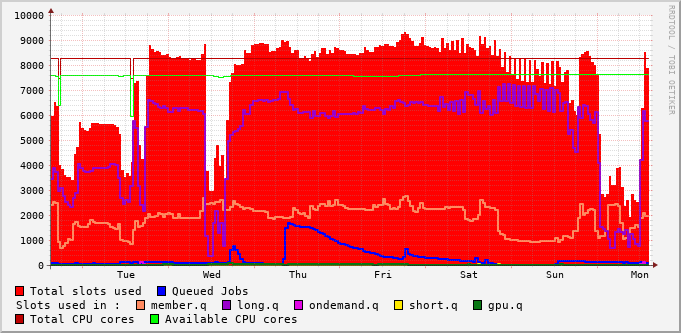 10000
9000
8000
7000
6000
5000
4000
3000
2000
1000
0
Tue Wed Thu Fri Sat Sun Mon
RRDTOOL / TOBI OETIKER
Total slots used Queued Jobs
Slots used in : member.q long.q ondemand.q short.q gpu.q
Total CPU cores Available CPU cores